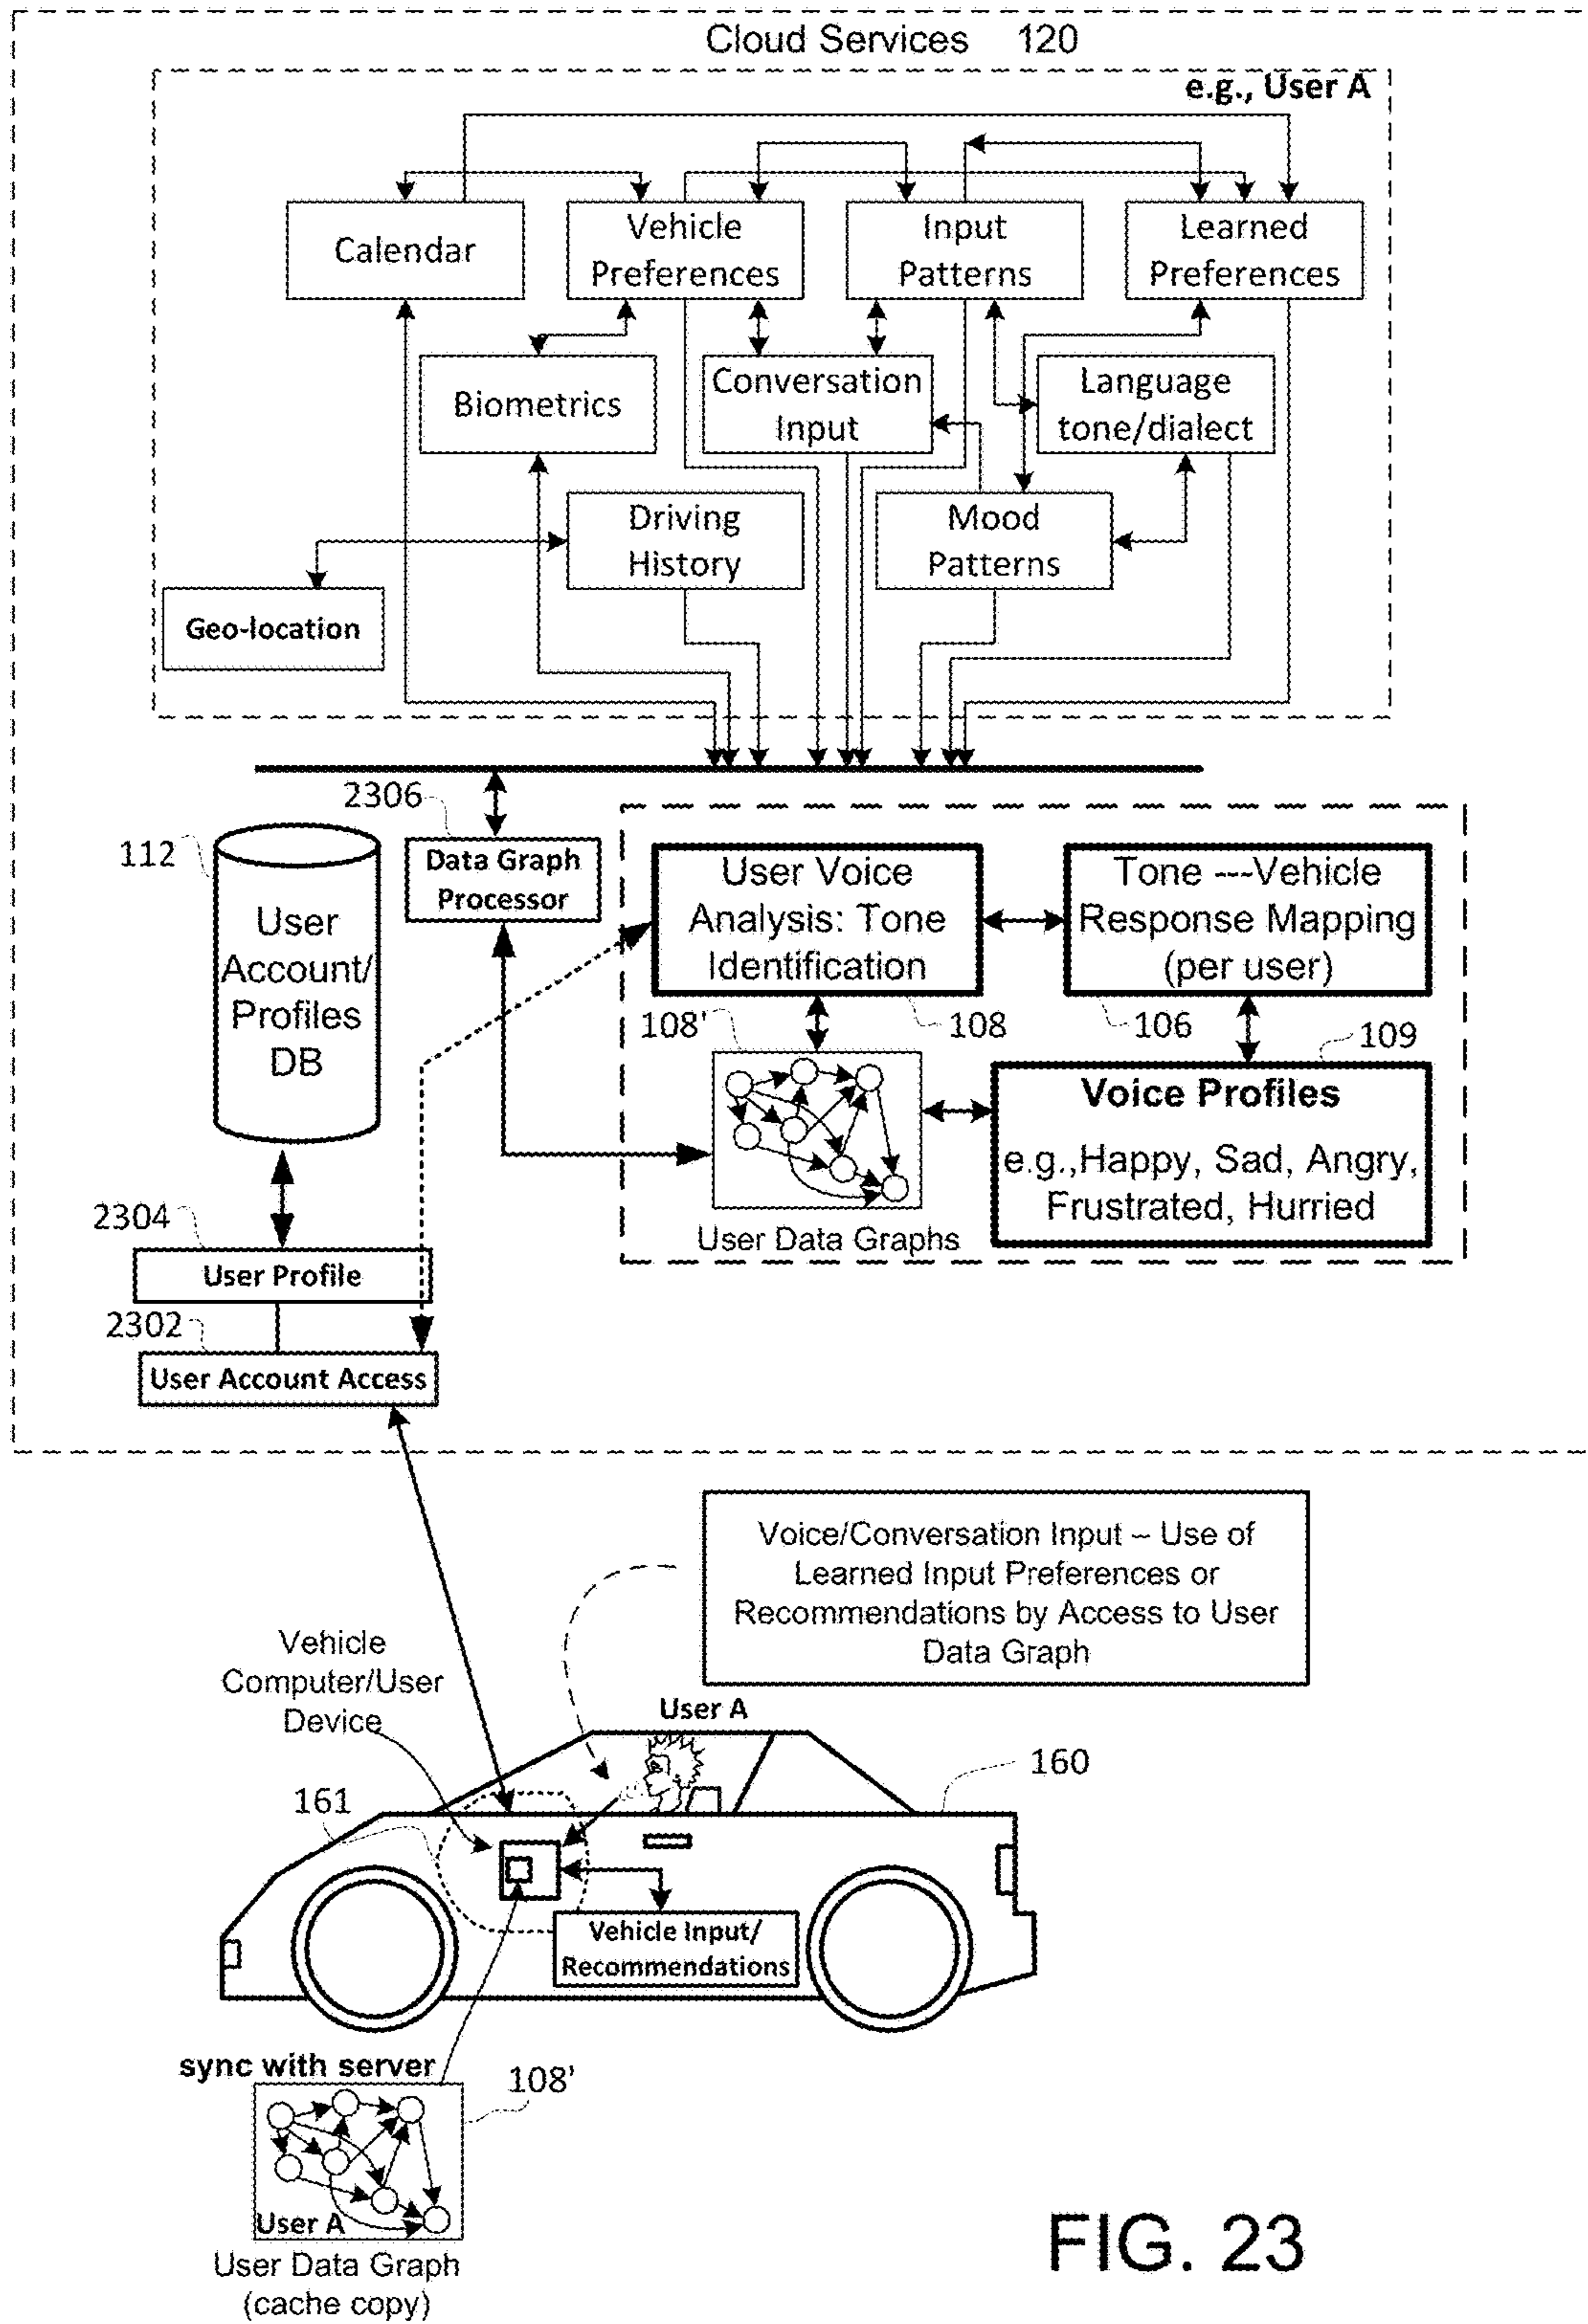 Cloud Services 120
e.g., User A
Calendar
Vehicle
Preferences
Input
Patterns
Learned
Preferences
Biometrics
Conversation
Input
Language
tone/dialect
Driving
History
Mood
Patterns
Geo-location
2306
112
User
Account/
Profiles
DB
Data Graph
Processor
User Voice
Analysis: Tone
Identification
Tone ---Vehicle
Response Mapping
(per user)
108'
108
106
109
Voice Profiles
e.g.,Happy, Sad, Angry,
Frustrated, Hurried
User Data Graphs
2304
User Profile
2302
User Account Access
Voice/Conversation Input – Use of
Learned Input Preferences or
Recommendations by Access to User
Data Graph
Vehicle
Computer/User
Device
User A
160
161
Vehicle Input/
Recommendations
sync with server
108'
User A
User Data Graph
(cache copy)
FIG. 23